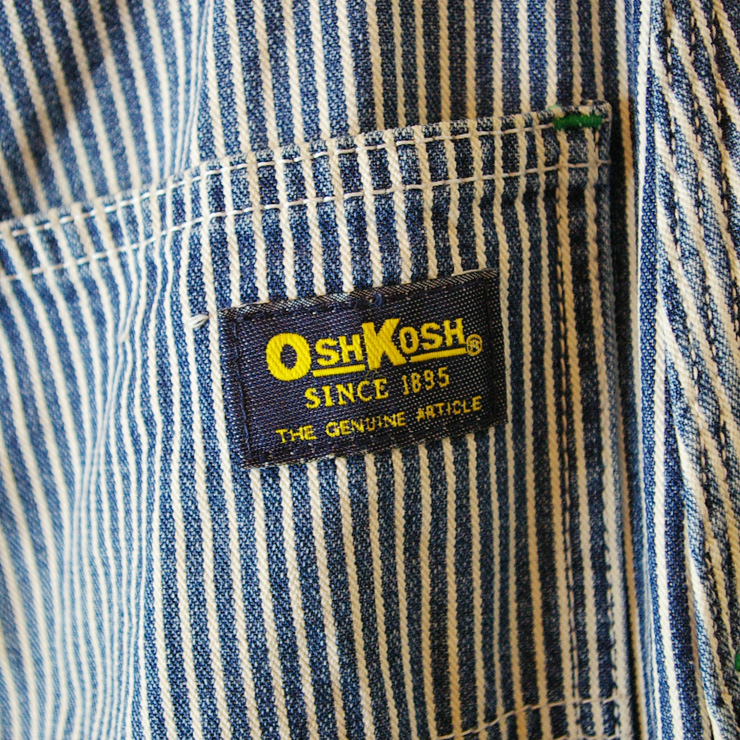 OSHKOSH®
SINCE 1895
THE GENUINE ARTICLE